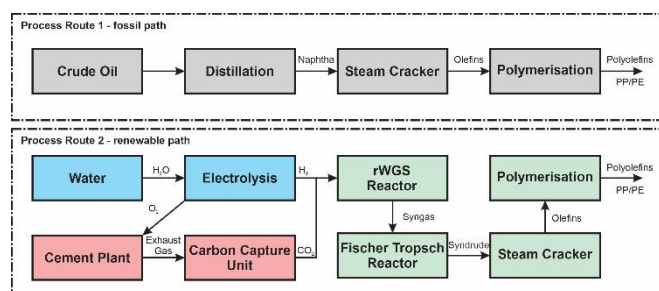 Process Route 1 - fossil path
Crude Oil
Distillation
Naphtha
Steam Cracker
Olefins
Polymerisation
Polyolefins
PP/PE
Process Route 2 - renewable path
Water
H₂O
Electrolysis
H₂
rWGS
Reactor
Polymerisation
Polyolefins
PP/PE
O₂
Syngas
Olefins
Cement Plant
Exhaust
Gas
Carbon Capture
Unit
CO₂
Fischer Tropsch
Reactor
Syndrude
Steam Cracker